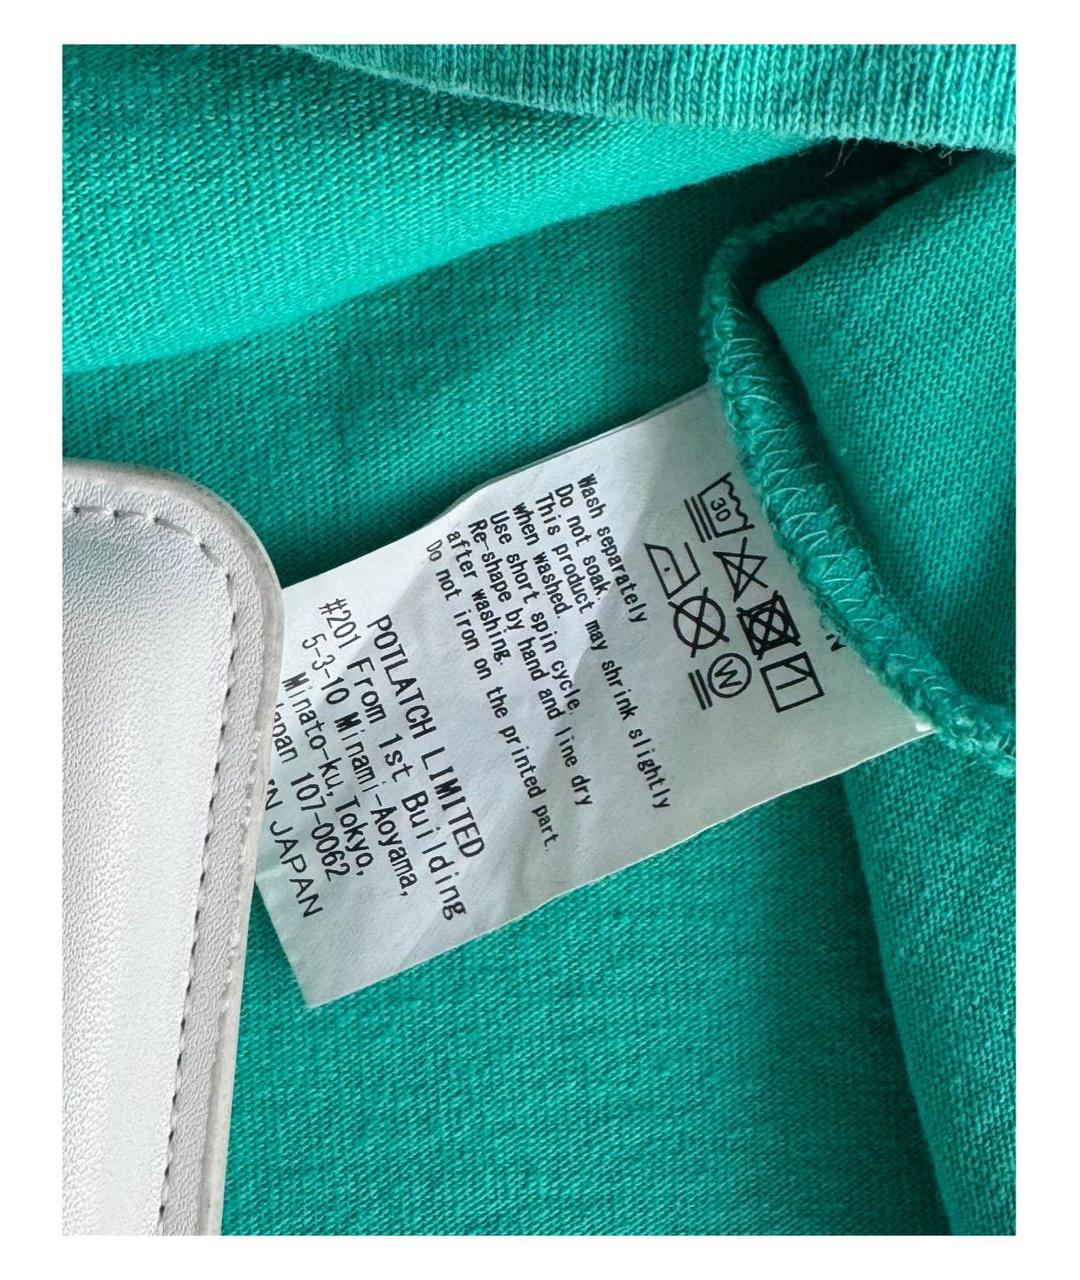 30
W
Wash separately
Do not soak.
This product may shrink slightly
when washed.
Use short spin cycle.
Re-shape by hand and line dry
after washing.
Do not iron on the printed part.
POTLATCH LIMITED
#201 From 1st Building
5-3-10 Minami-Aoyama,
Minato-ku, Tokyo,
Japan 107-0062
JAPAN